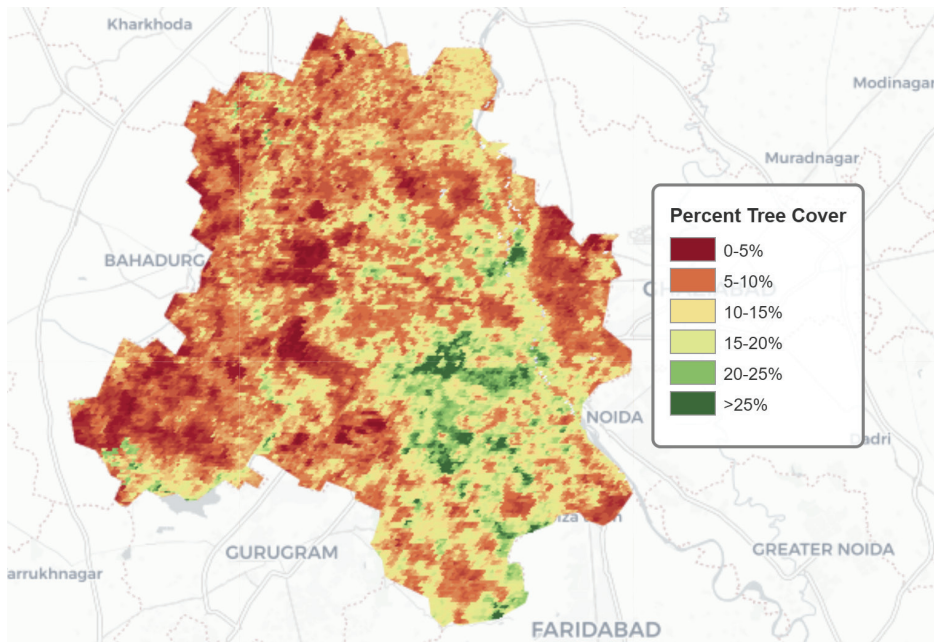 Kharkhoda
Modinagar
Muradnagar
Percent Tree Cover
0-5%
BAHADURG
5-10%
10-15%
15-20%
20-25%
>25%
NOIDA
Dadri
GURUGRAM
GREATER NOIDA
arrukhnagar
FARIDABAD